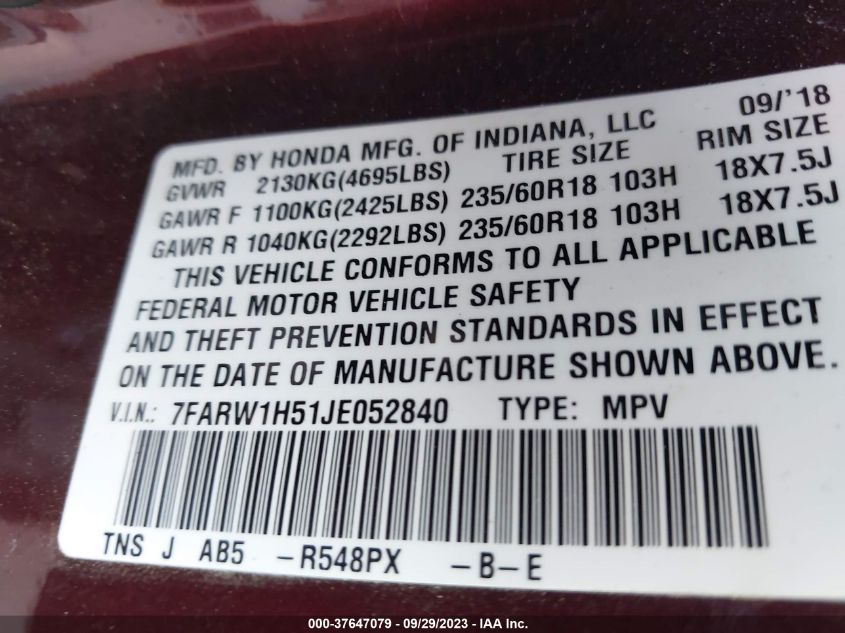 09/'18
MFD. BY HONDA MFG. OF INDIANA, LLC
GVWR 2130KG(4695LBS) TIRE SIZE RIM SIZE
GAWR F 1100KG(2425LBS) 235/60R18 103H 18X7.5J
GAWR R 1040KG(2292LBS) 235/60R18 103H 18X7.5J
THIS VEHICLE CONFORMS TO ALL APPLICABLE
FEDERAL MOTOR VEHICLE SAFETY
AND THEFT PREVENTION STANDARDS IN EFFECT
ON THE DATE OF MANUFACTURE SHOWN ABOVE.
V.I.N.: 7FARW1H51JE052840 TYPE: MPV
TNS J AB5 -R548PX -B-E
000-37647079 - 09/29/2023 - IAA Inc.